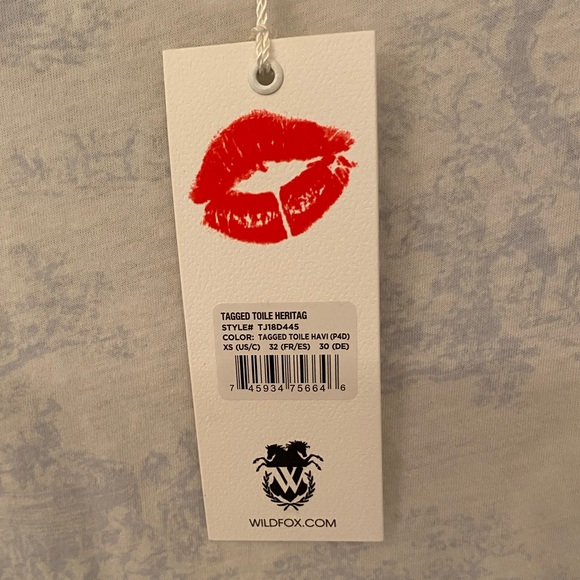 TAGGED TOILE HERITAG
STYLE# TJ18D445
COLOR: TAGGED TOILE HAVI (P4D)
XS (US/C) 32 (FR/ES) 30 (DE)
7 45934 75664 6
W
WILDFOX.COM